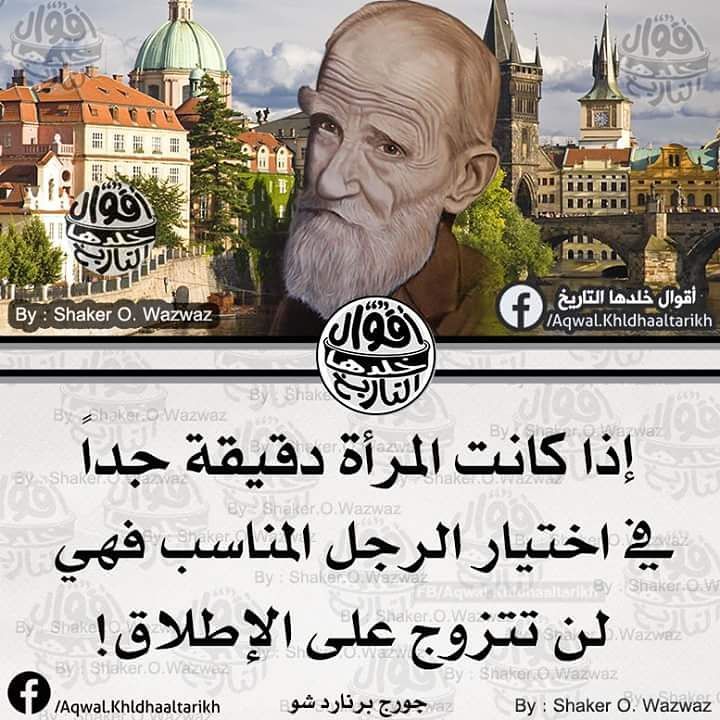 أقوال خلدها التاريخ
By : Shaker O. Wazwaz
أقوال خلدها التاريخ
/Aqwal.Khldhaaltarikh
أقوال خلدها التاريخ
إذا كانت المرأة دقيقة جداً
في اختيار الرجل المناسب فهي
لن تتزوج على الإطلاق!
/Aqwal.Khldhaaltarikh
جورج برنارد شو
By : Shaker O. Wazwaz